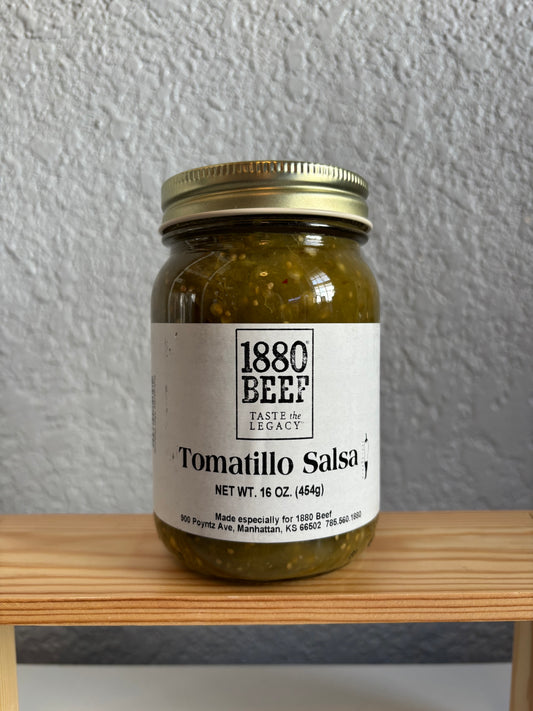 1880
BEEF
TASTE the
LEGACY™
Tomatillo Salsa
NET WT. 16 OZ. (454g)
Made especially for 1880 Beef
900 Poyntz Ave, Manhattan, KS 66502 785.560.1880